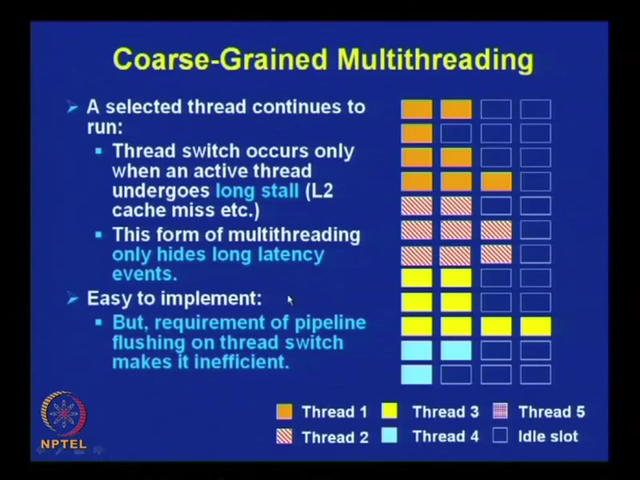 Coarse-Grained Multithreading
A selected thread continues to
run:
Thread switch occurs only
when an active thread
undergoes long stall (L2
cache miss etc.)
This form of multithreading
only hides long latency
events.
Easy to implement:
But, requirement of pipeline
flushing on thread switch
makes it inefficient.
Thread 1 Thread 3 Thread 5
Thread 2 Thread 4 Idle slot
NPTEL